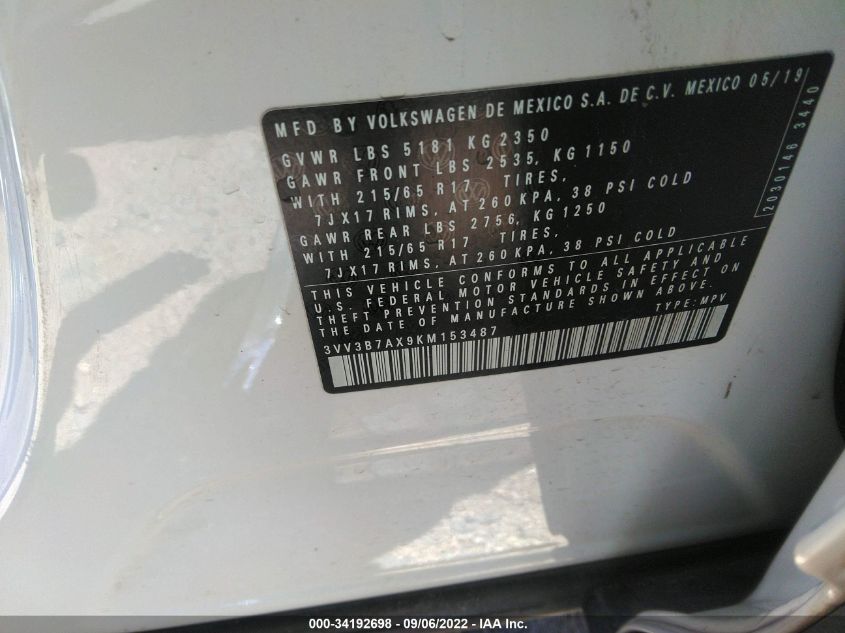 MFD BY VOLKSWAGEN DE MEXICO S.A. DE C.V. MEXICO 05/19
GVWR LBS 5181 KG 2350
GAWR FRONT LBS 2535, KG 1150
WITH 215/65 R17 TIRES,
7JX17 RIMS, AT 260 KPA, 38 PSI COLD
GAWR REAR LBS 2756, KG 1250
WITH 215/65 R17 TIRES,
7JX17 RIMS, AT 260 KPA, 38 PSI COLD
THIS VEHICLE CONFORMS TO ALL APPLICABLE
U.S. FEDERAL MOTOR VEHICLE SAFETY AND
THEFT PREVENTION STANDARDS IN EFFECT ON
THE DATE OF MANUFACTURE SHOWN ABOVE.
3VV3B7AX9KM153487 TYPE: MPV
2030146 3440
000-34192698 - 09/06/2022 - IAA